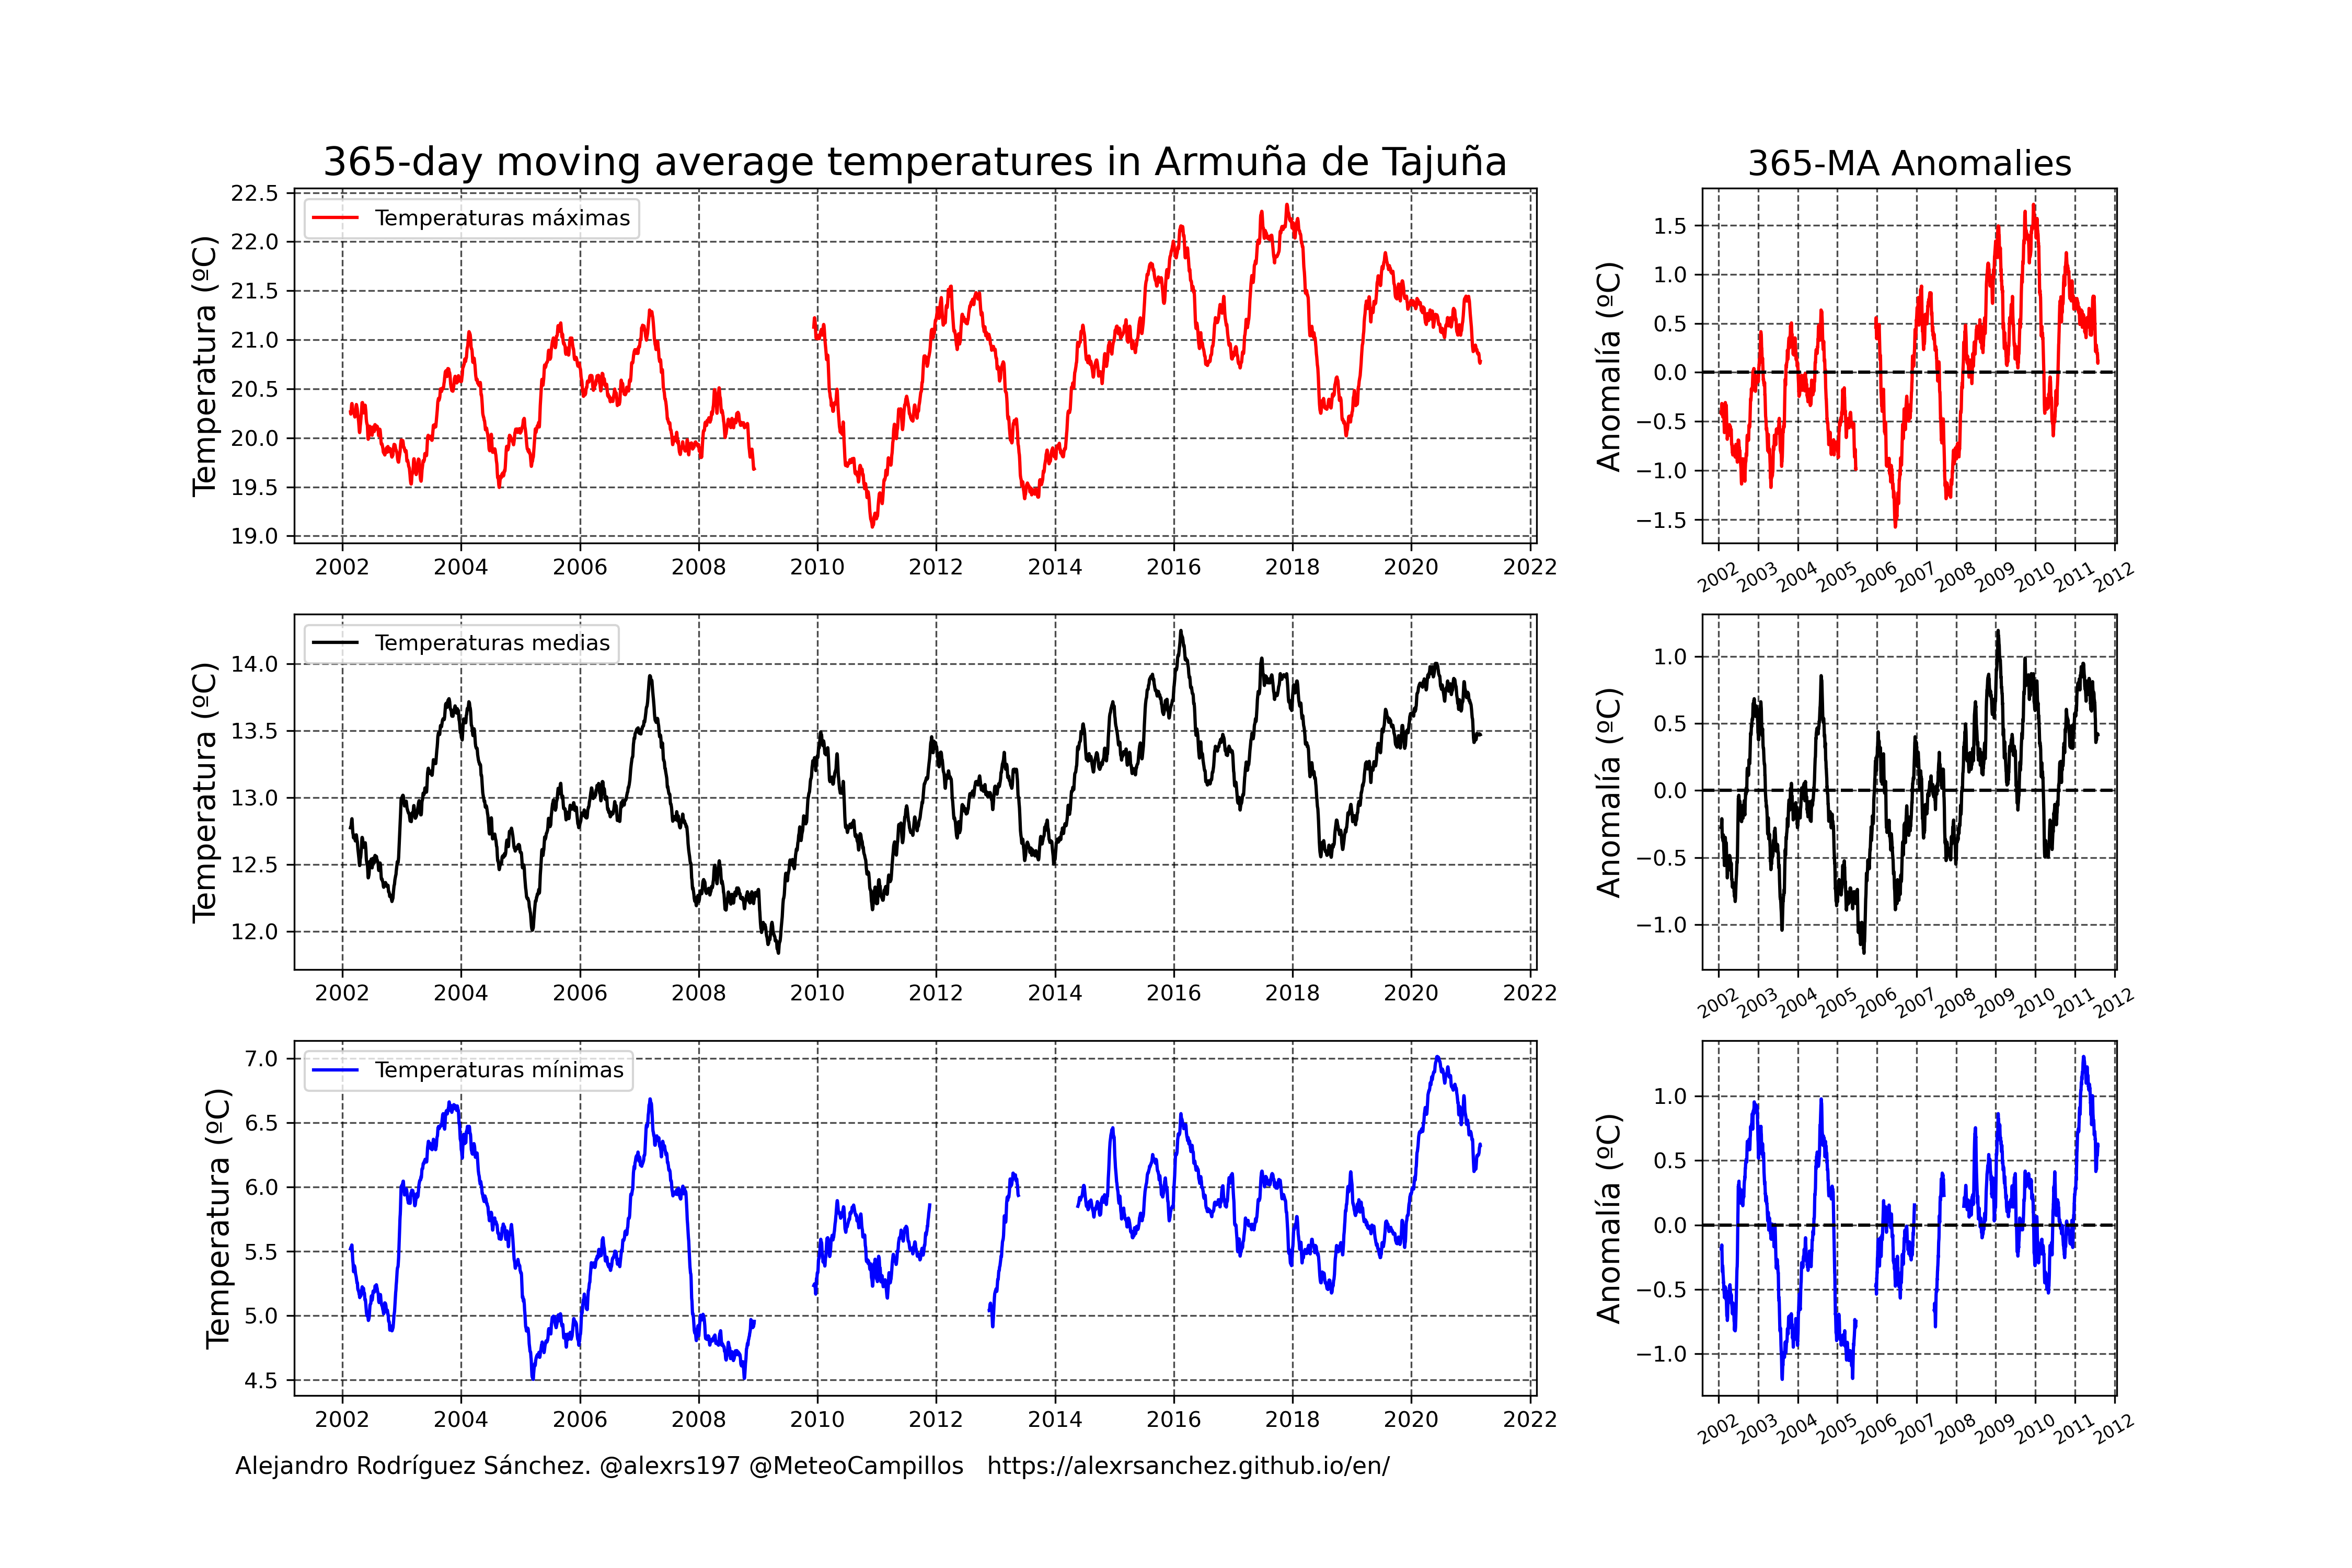 365-day moving average temperatures in Armuña de Tajuña
365-MA Anomalies
Temperatura (ºC)
22.5
22.0
21.5
21.0
20.5
20.0
19.5
19.0
Temperaturas máximas
2002 2004 2006 2008 2010 2012 2014 2016 2018 2020 2022
Anomalía (ºC)
1.5
1.0
0.5
0.0
−0.5
−1.0
−1.5
2002 2003 2004 2005 2006 2007 2008 2009 2010 2011 2012
Temperatura (ºC)
14.0
13.5
13.0
12.5
12.0
Temperaturas medias
2002 2004 2006 2008 2010 2012 2014 2016 2018 2020 2022
Anomalía (ºC)
1.0
0.5
0.0
−0.5
−1.0
2002 2003 2004 2005 2006 2007 2008 2009 2010 2011 2012
Temperatura (ºC)
7.0
6.5
6.0
5.5
5.0
4.5
Temperaturas mínimas
2002 2004 2006 2008 2010 2012 2014 2016 2018 2020 2022
Anomalía (ºC)
1.0
0.5
0.0
−0.5
−1.0
2002 2003 2004 2005 2006 2007 2008 2009 2010 2011 2012
Alejandro Rodríguez Sánchez. @alexrs197 @MeteoCampillos https://alexrsanchez.github.io/en/